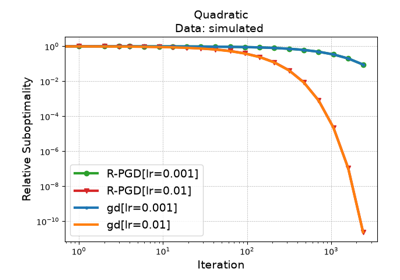 Quadratic
Data: simulated
Relative Suboptimality
10⁰
10⁻²
10⁻⁴
10⁻⁶
10⁻⁸
10⁻¹⁰
R-PGD[lr=0.001]
R-PGD[lr=0.01]
gd[lr=0.001]
gd[lr=0.01]
10⁰ 10¹ 10² 10³
Iteration